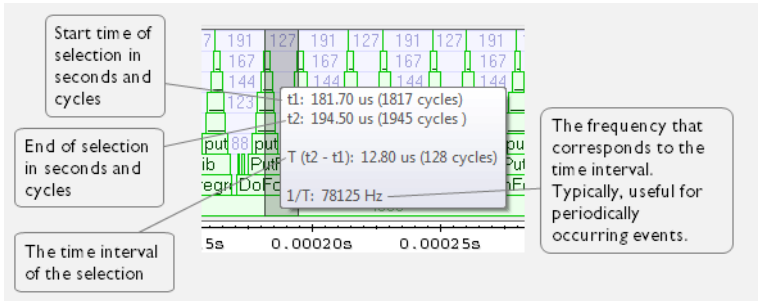 Start time of
selection in
seconds and
cycles
End of selection
in seconds and
cycles
The time interval
of the selection
7 191 127 191 127 191 127 191
167 167 167
144 144 144
123
t1: 181.70 us (1817 cycles)
t2: 194.50 us (1945 cycles )
T (t2 - t1): 12.80 us (128 cycles)
1/T: 78125 Hz
put 88 put
ib
DoFo
.5s 0.00020s 0.00025s
The frequency that
corresponds to the
time interval.
Typically, useful for
periodically
occurring events.